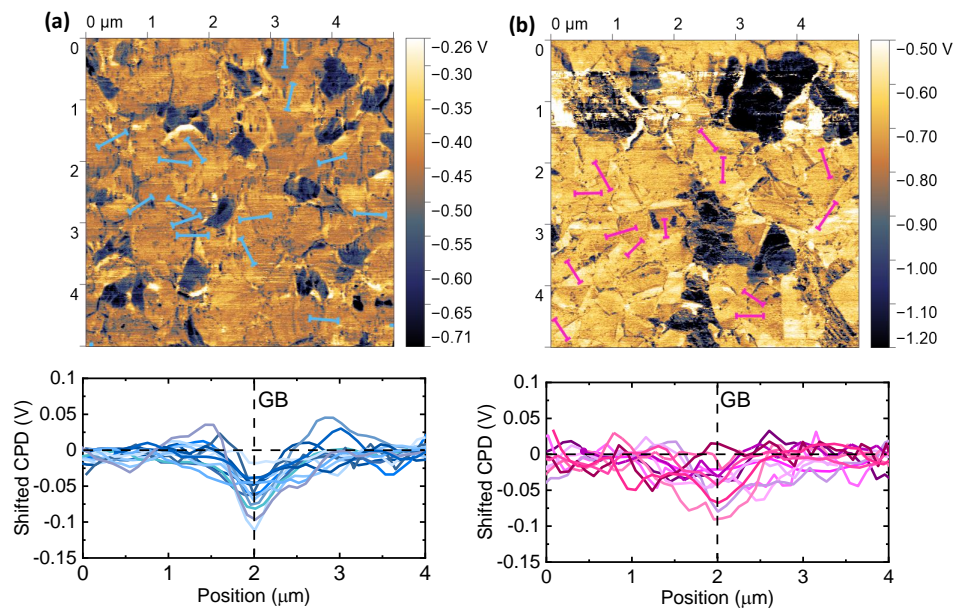 (a)
0 µm 1 2 3 4
0
1
2
3
4
−0.26 V
−0.30
−0.35
−0.40
−0.45
−0.50
−0.55
−0.60
−0.65
−0.71
(b)
0 µm 1 2 3 4
0
1
2
3
4
−0.50 V
−0.60
−0.70
−0.80
−0.90
−1.00
−1.10
−1.20
Shifted CPD (V)
0.1
0.05
0
-0.05
-0.1
-0.15
GB
0 1 2 3 4
Position (μm)
Shifted CPD (V)
0.1
0.05
0
-0.05
-0.1
-0.15
GB
0 1 2 3 4
Position (μm)